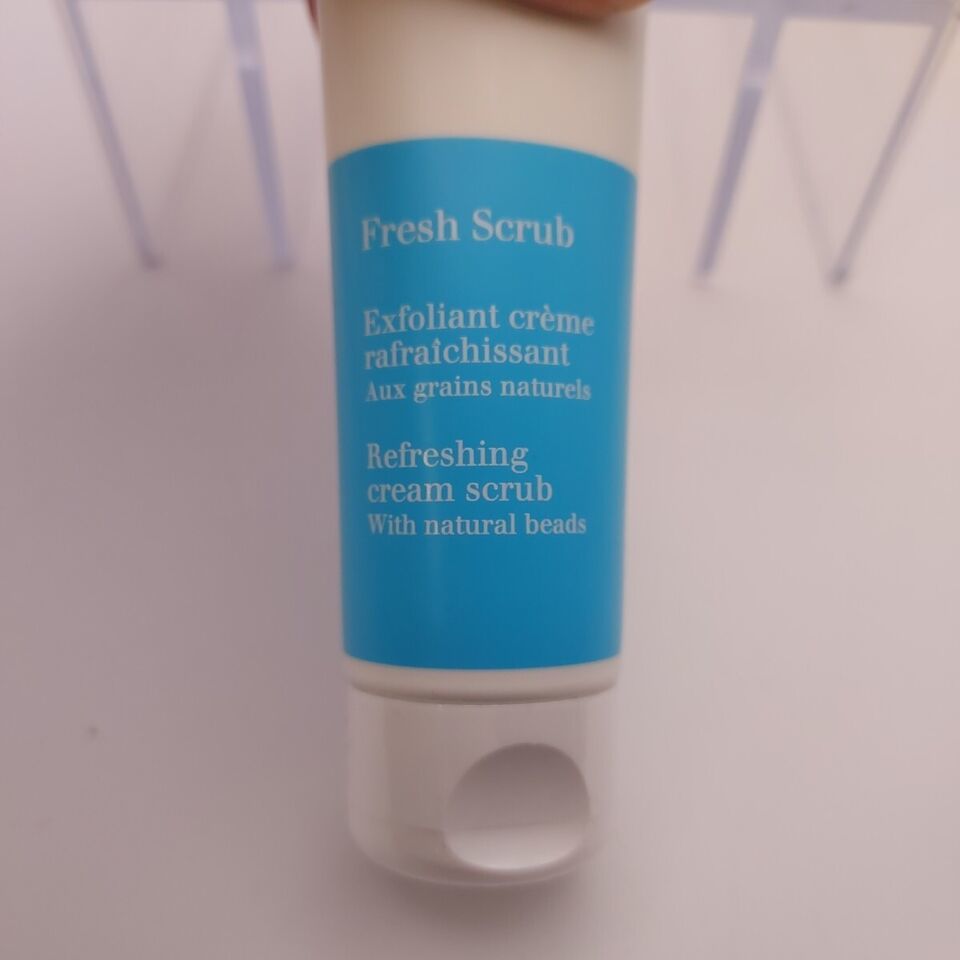 Fresh Scrub
Exfoliant crème
rafraîchissant
Aux grains naturels
Refreshing
cream scrub
With natural beads